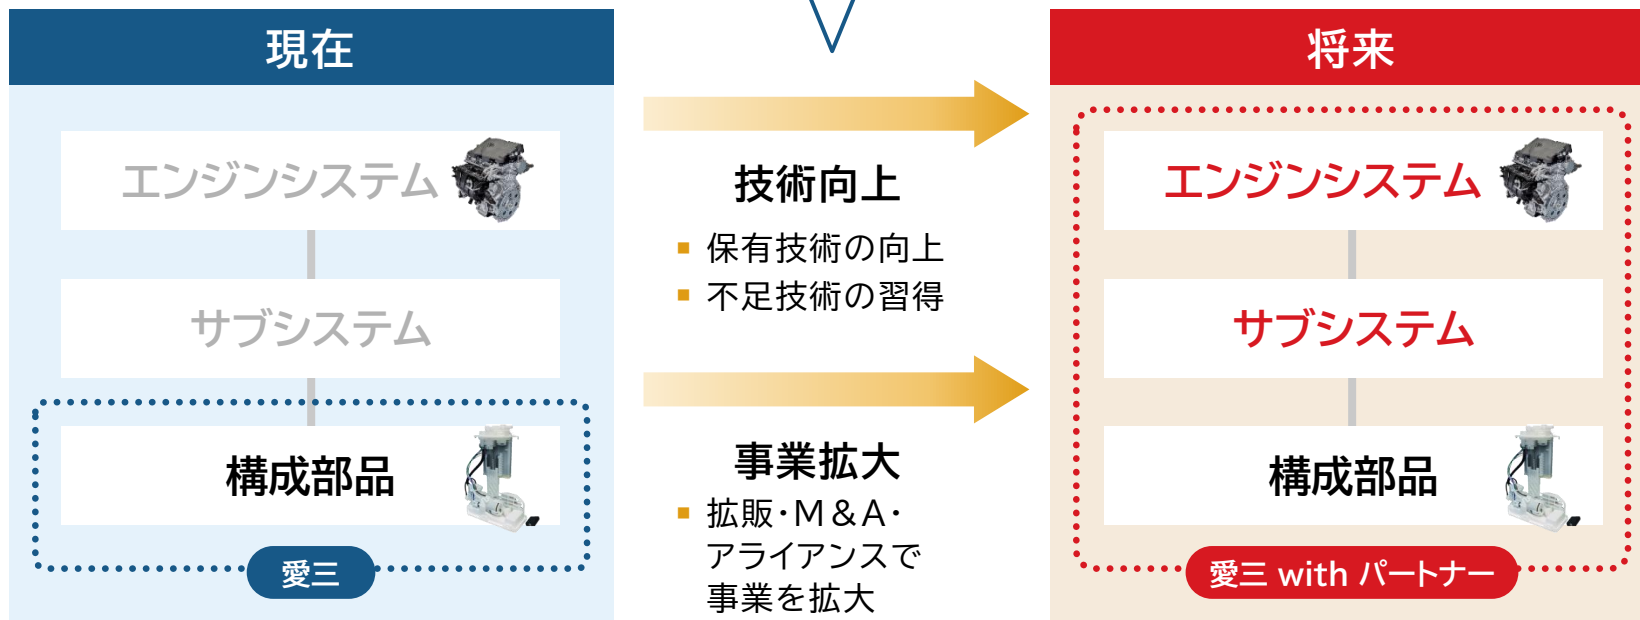 現在
エンジンシステム
サブシステム
構成部品
愛三
技術向上
■ 保有技術の向上
■ 不足技術の習得
事業拡大
■ 拡販・M&A・
アライアンスで
事業を拡大
将来
エンジンシステム
サブシステム
構成部品
愛三 with パートナー